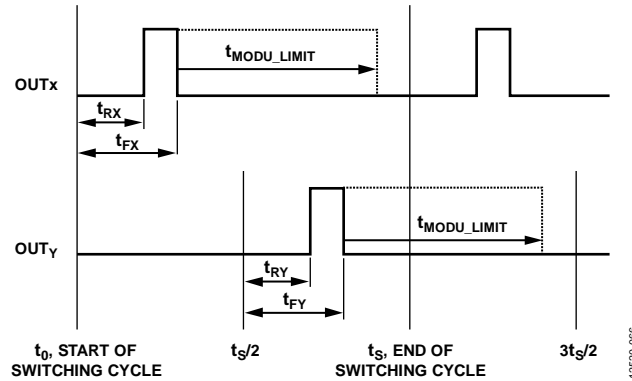 OUTx
tMODU_LIMIT
tRX
tFX
OUTY
tMODU_LIMIT
tRY
tFY
t0, START OF
SWITCHING CYCLE
tS/2
tS, END OF
SWITCHING CYCLE
3tS/2